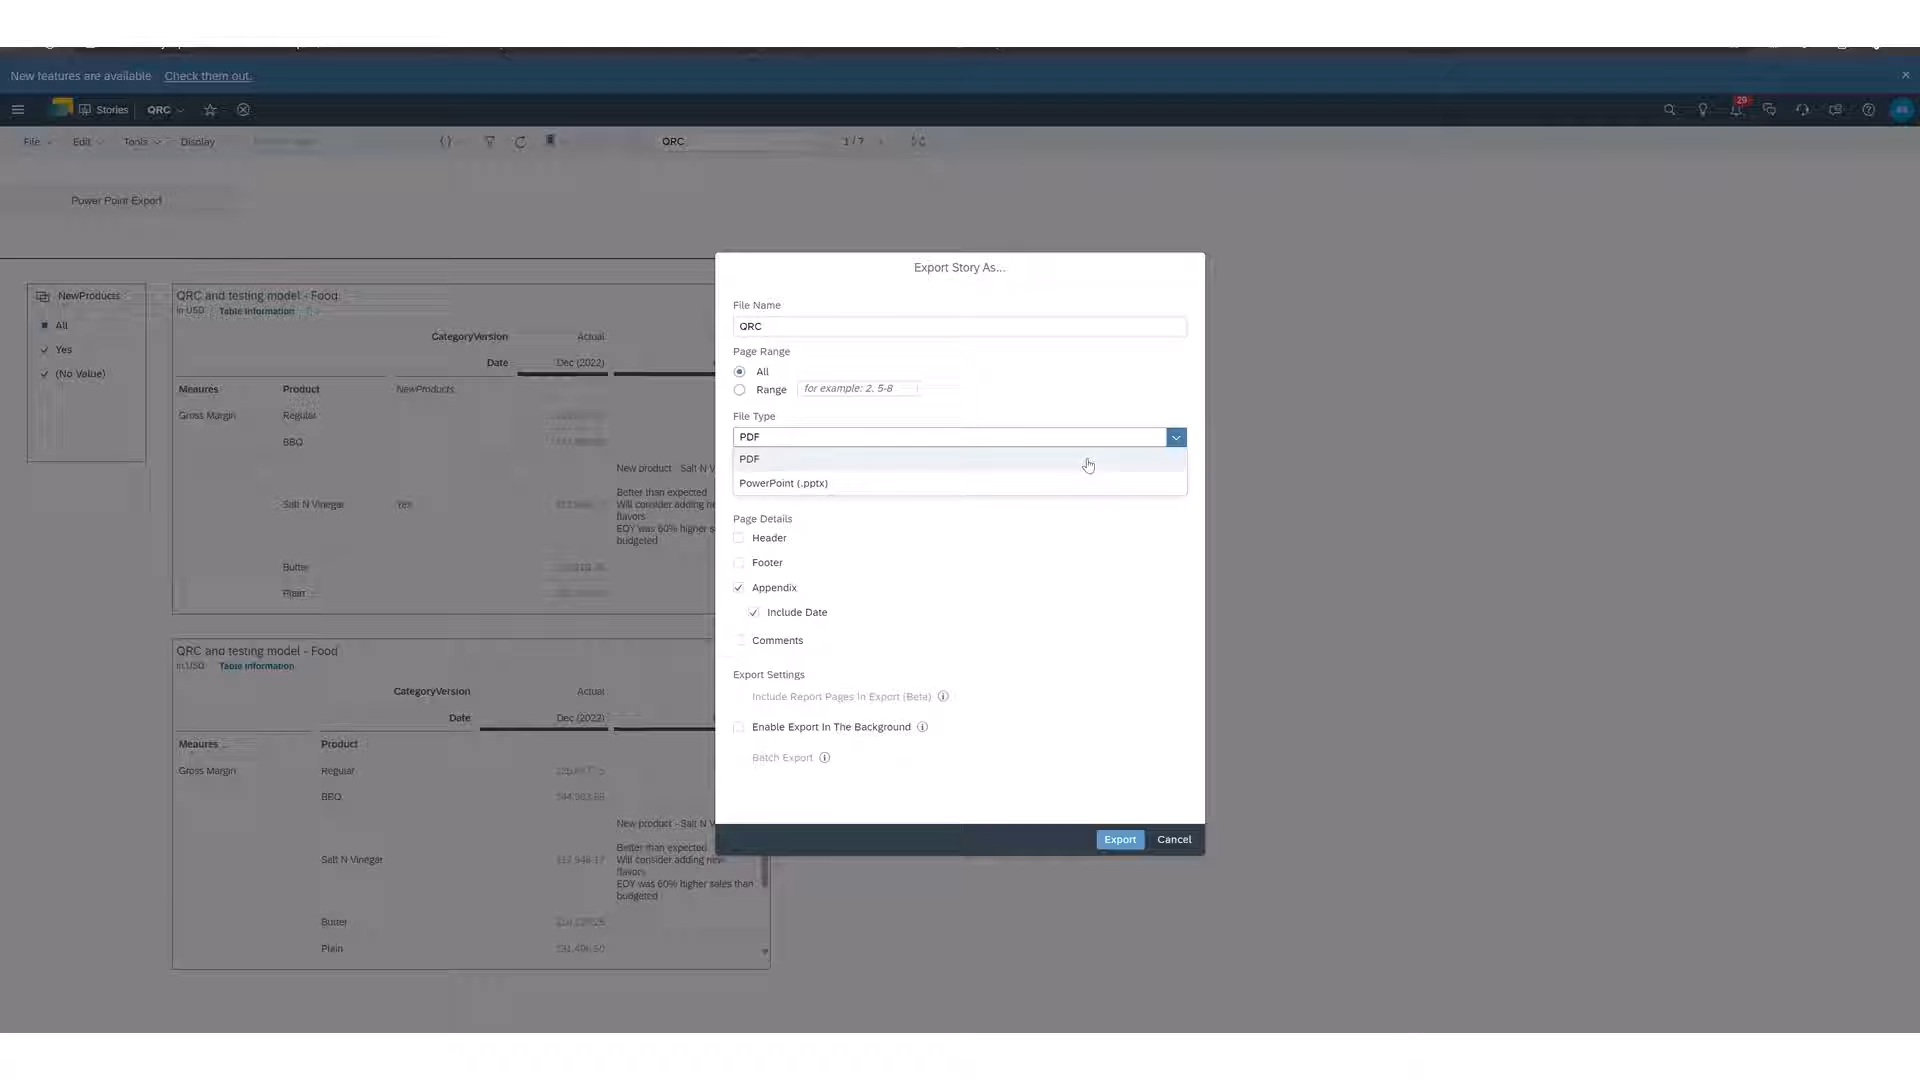 New features are available Check them out.
Stories QRC
29
File Edit Tools Display QRC 1 / 7
Power Point Export
NewProducts
All
Yes
(No Value)
QRC and testing model - Food
in USD Table Information
CategoryVersion Actual
Date Dec (2022)
Meaures Product NewProducts
Gross Margin Regular
BBQ
New product - Salt N V
Salt N Vinegar Yes
Better than expected
Will consider adding ne
flavors
EOY was 60% higher s
budgeted
Butter
Plain
QRC and testing model - Food
in USD Table Information
CategoryVersion Actual
Date Dec (2022)
Meaures Product
Gross Margin Regular
BBQ
New product - Salt N V
Salt N Vinegar
Better than expected
Will consider adding new
flavors
EOY was 60% higher sales than
budgeted
Butter
Plain
Export Story As...
File Name
QRC
Page Range
All
Range for example: 2, 5-8
File Type
PDF
PDF
PowerPoint (.pptx)
Page Details
Header
Footer
Appendix
Include Date
Comments
Export Settings
Include Report Pages In Export (Beta)
Enable Export In The Background
Batch Export
Export Cancel